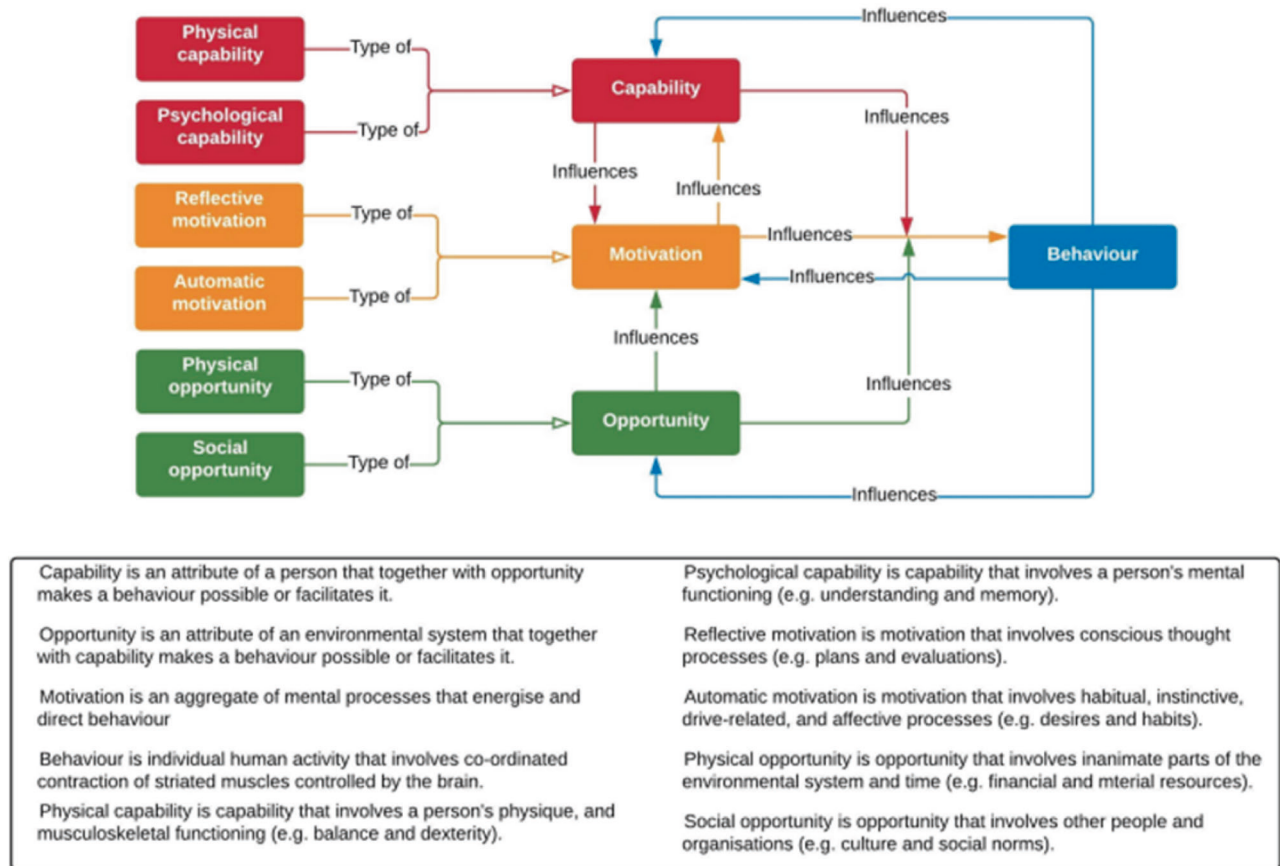 Influences
Physical
capability
Type of
Capability
Psychological
capability
Type of
Influences
Influences
Influences
Reflective
motivation
Type of
Influences
Motivation
Behaviour
Influences
Automatic
motivation
Type of
Influences
Physical
opportunity
Type of
Influences
Opportunity
Social
opportunity
Type of
Influences
Capability is an attribute of a person that together with opportunity
makes a behaviour possible or facilitates it.
Opportunity is an attribute of an environmental system that together
with capability makes a behaviour possible or facilitates it.
Motivation is an aggregate of mental processes that energise and
direct behaviour
Behaviour is individual human activity that involves co-ordinated
contraction of striated muscles controlled by the brain.
Physical capability is capability that involves a person's physique, and
musculoskeletal functioning (e.g. balance and dexterity).
Psychological capability is capability that involves a person's mental
functioning (e.g. understanding and memory).
Reflective motivation is motivation that involves conscious thought
processes (e.g. plans and evaluations).
Automatic motivation is motivation that involves habitual, instinctive,
drive-related, and affective processes (e.g. desires and habits).
Physical opportunity is opportunity that involves inanimate parts of the
environmental system and time (e.g. financial and mterial resources).
Social opportunity is opportunity that involves other people and
organisations (e.g. culture and social norms).